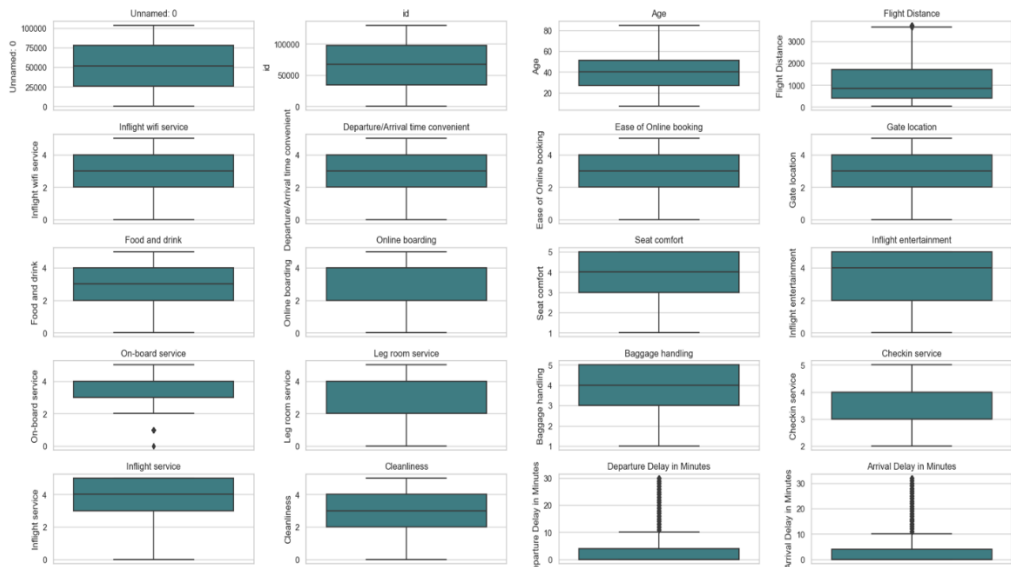 Unnamed: 0
id
Age
Flight Distance
Unnamed: 0
100000
75000
50000
25000
0
id
100000
50000
0
Age
80
60
40
20
Flight Distance
3000
2000
1000
0
Inflight wifi service
Departure/Arrival time convenient
Ease of Online booking
Gate location
Inflight wifi service
4
2
0
Departure/Arrival time convenient
4
2
0
Ease of Online booking
4
2
0
Gate location
4
2
0
Food and drink
Online boarding
Seat comfort
Inflight entertainment
Food and drink
4
2
0
Online boarding
4
2
0
Seat comfort
5
4
3
2
1
Inflight entertainment
4
2
0
On-board service
Leg room service
Baggage handling
Checkin service
On-board service
4
2
0
Leg room service
4
2
0
Baggage handling
5
4
3
2
1
Checkin service
5
4
3
2
Inflight service
Cleanliness
Departure Delay in Minutes
Arrival Delay in Minutes
Inflight service
4
2
0
Cleanliness
4
2
0
eparture Delay in Minutes
30
20
10
0
Arrival Delay in Minutes
30
20
10
0